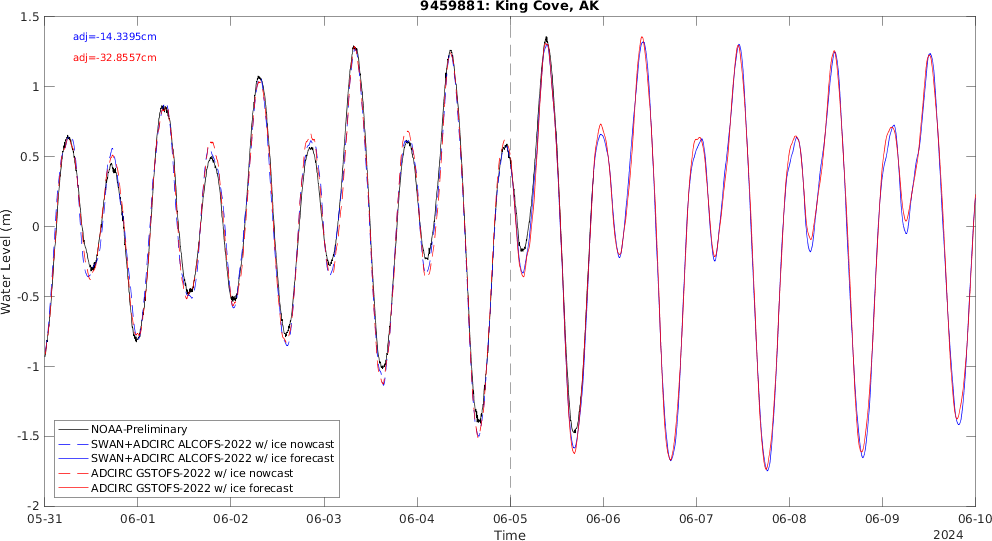 9459881: King Cove, AK
adj=-14.3395cm
adj=-32.8557cm
Water Level (m)
1.5
1
0.5
0
-0.5
-1
-1.5
-2
NOAA-Preliminary
SWAN+ADCIRC ALCOFS-2022 w/ ice nowcast
SWAN+ADCIRC ALCOFS-2022 w/ ice forecast
ADCIRC GSTOFS-2022 w/ ice nowcast
ADCIRC GSTOFS-2022 w/ ice forecast
05-31 06-01 06-02 06-03 06-04 06-05 06-06 06-07 06-08 06-09 06-10
Time
2024